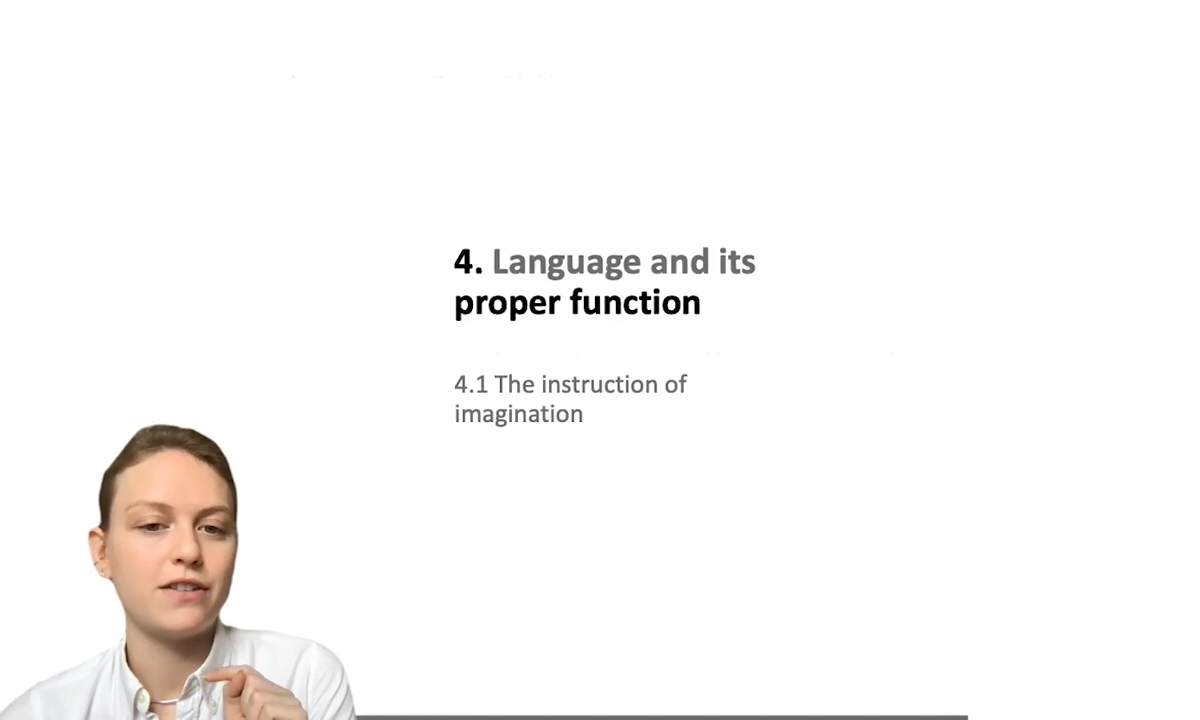 4. Language and its
proper function
4.1 The instruction of
imagination